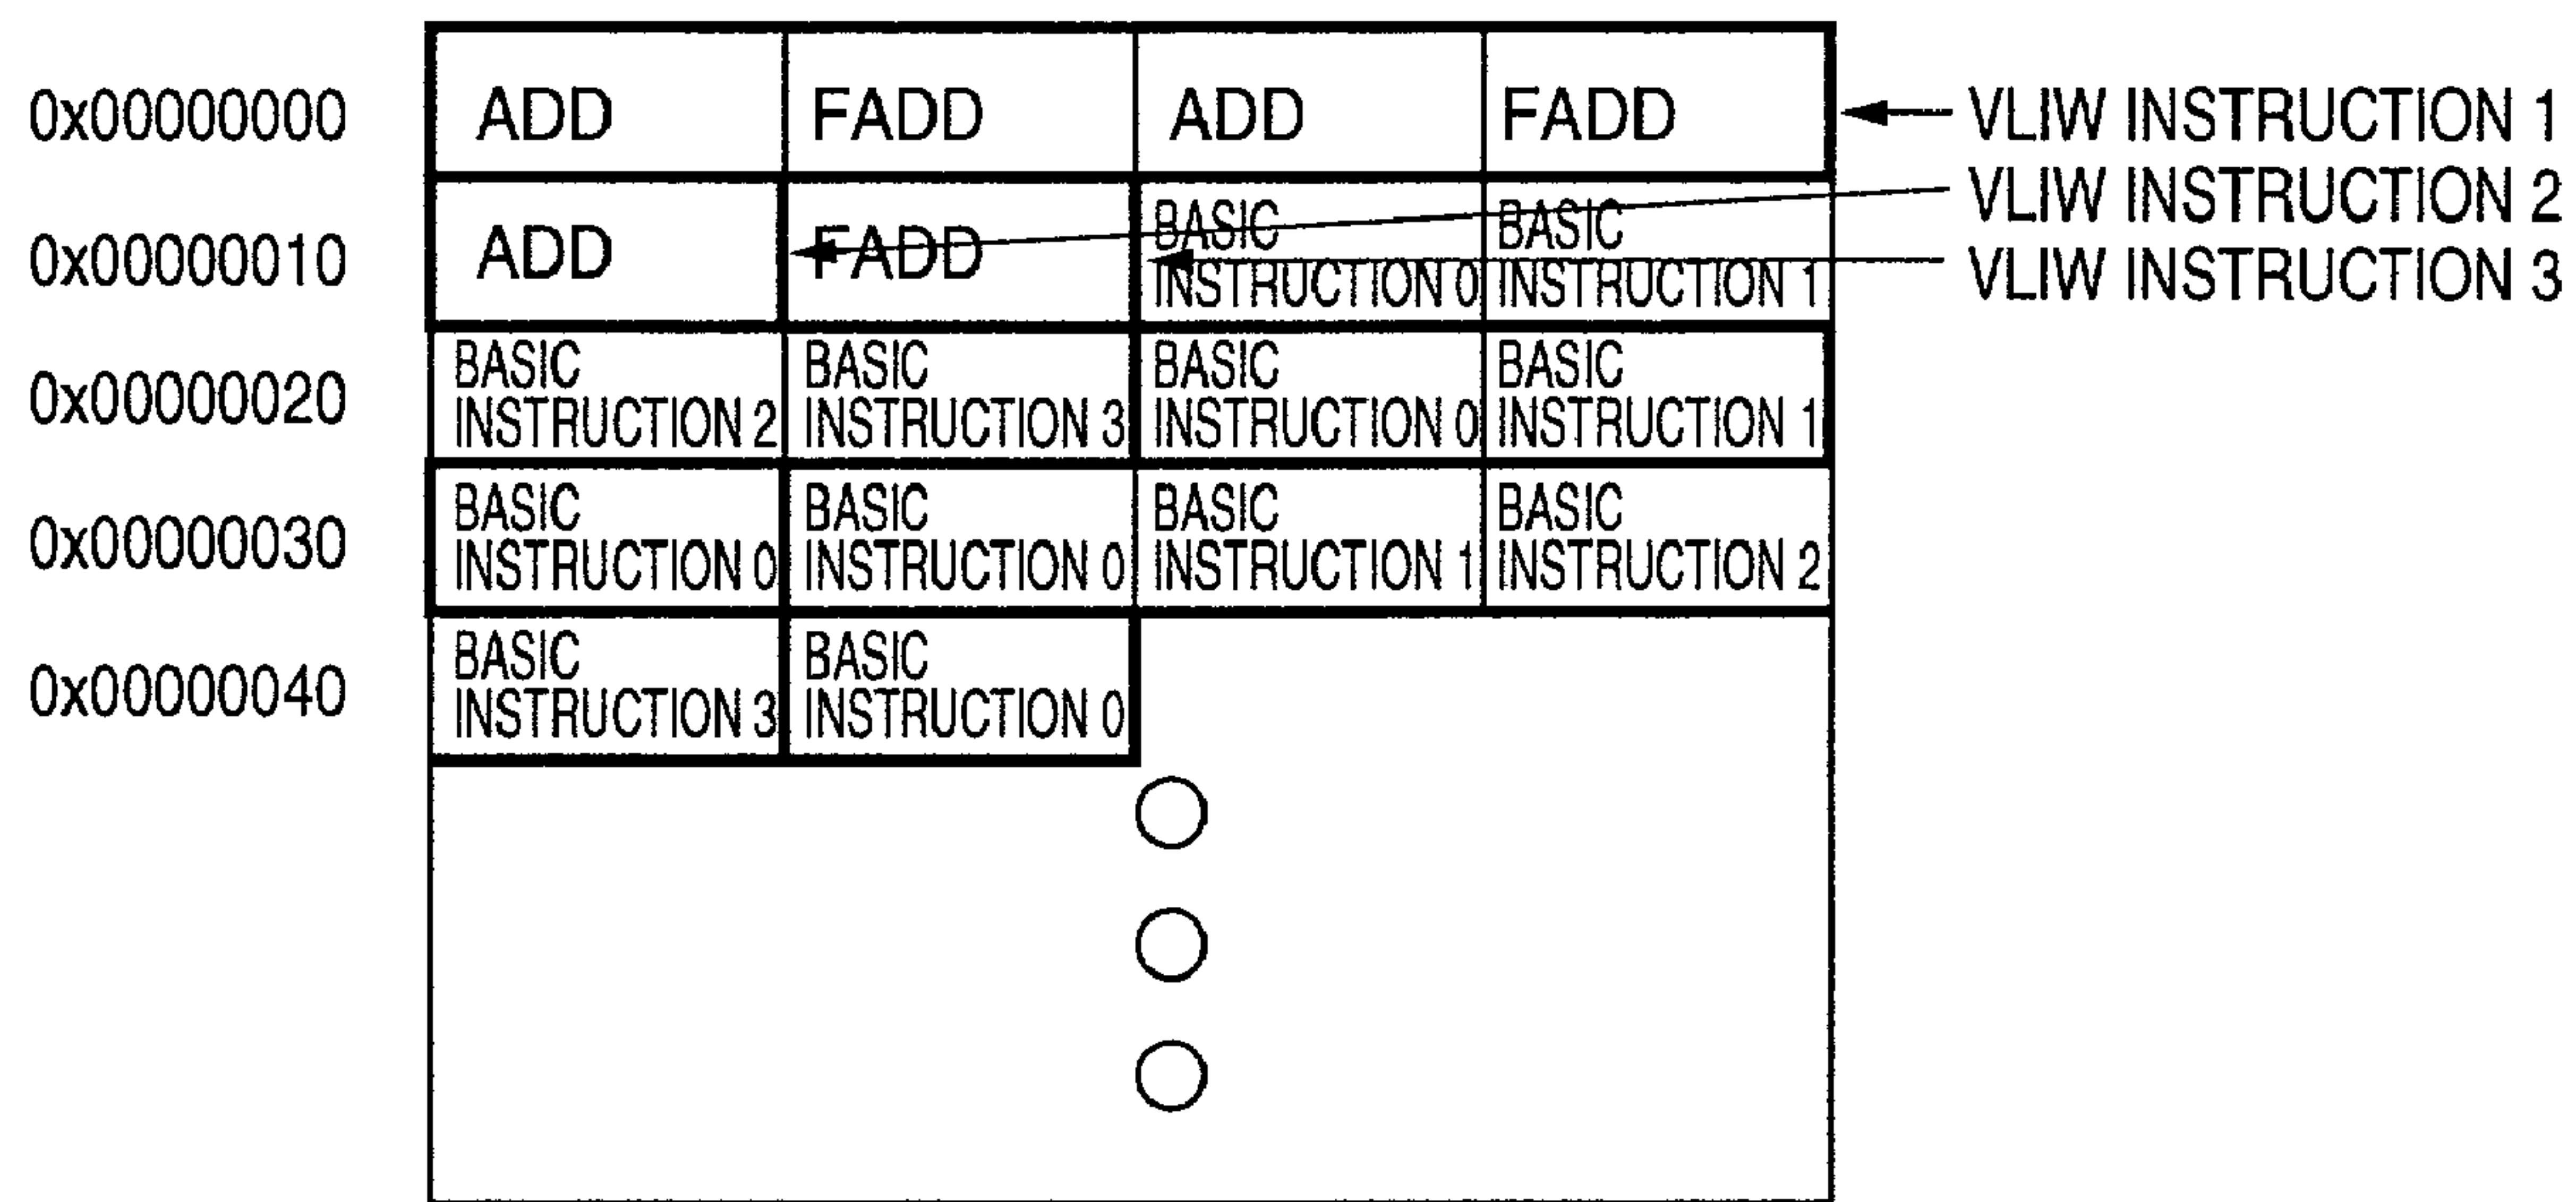 0x00000000 ADD FADD ADD FADD VLIW INSTRUCTION 1
VLIW INSTRUCTION 2
0x00000010 ADD FADD BASIC INSTRUCTION 0 BASIC INSTRUCTION 1 VLIW INSTRUCTION 3
0x00000020 BASIC INSTRUCTION 2 BASIC INSTRUCTION 3 BASIC INSTRUCTION 0 BASIC INSTRUCTION 1
0x00000030 BASIC INSTRUCTION 0 BASIC INSTRUCTION 0 BASIC INSTRUCTION 1 BASIC INSTRUCTION 2
0x00000040 BASIC INSTRUCTION 3 BASIC INSTRUCTION 0